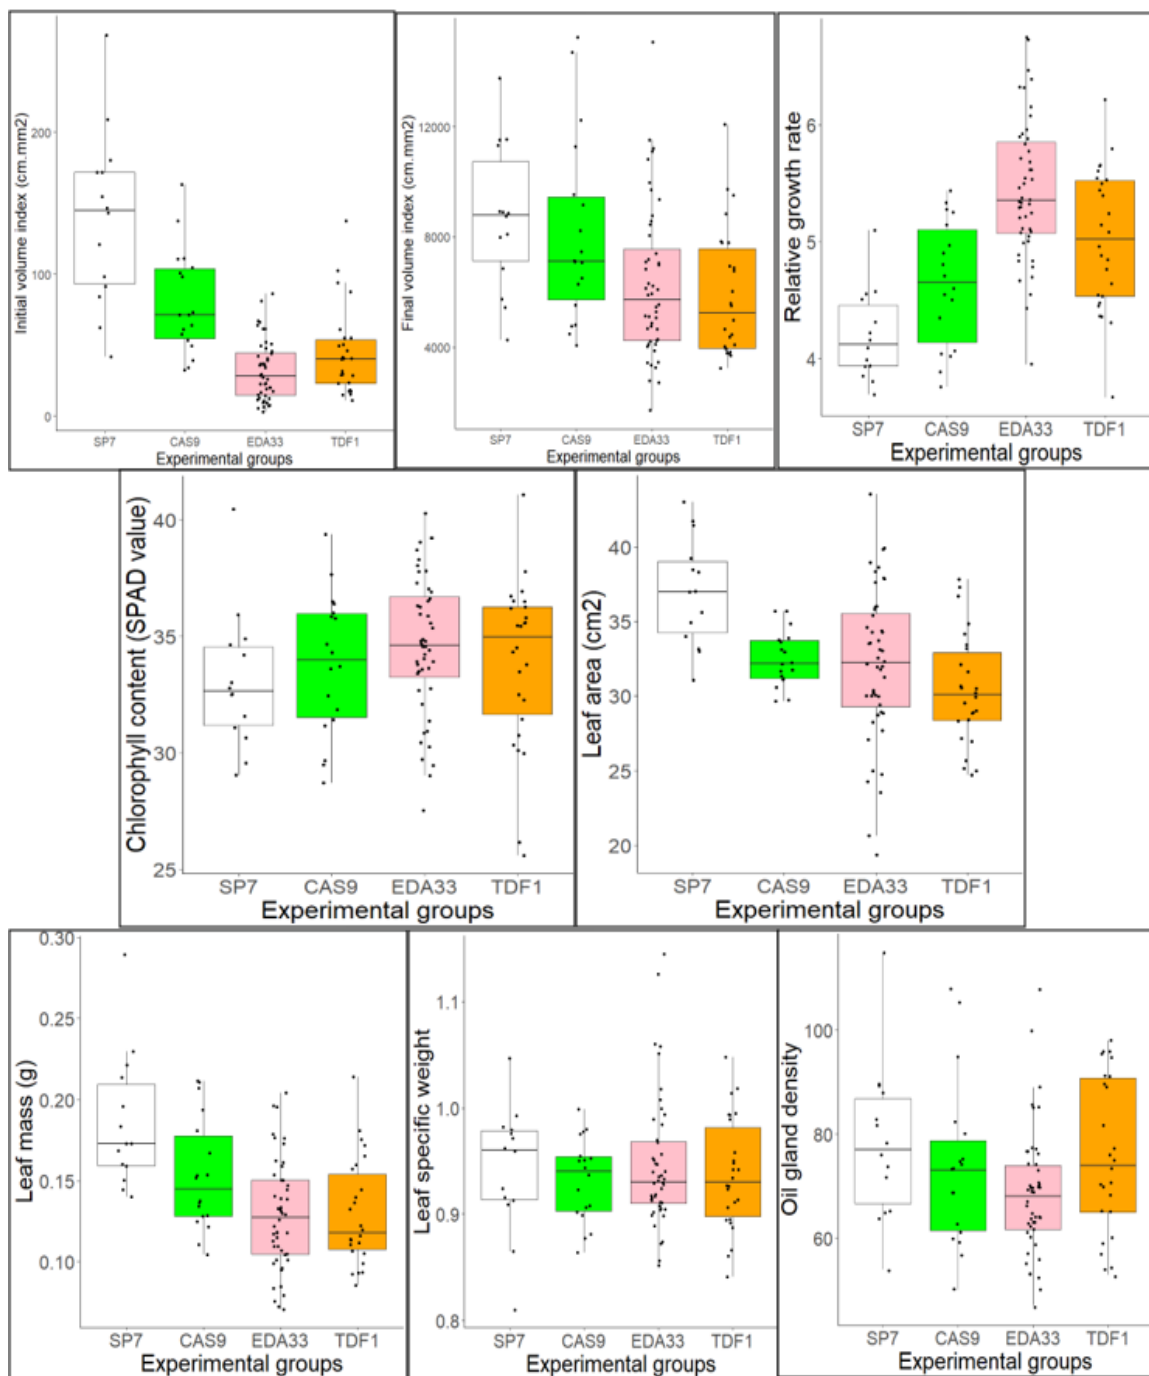 Initial volume index (cm.mm2)
200
100
0
SP7 CAS9 EDA33 TDF1
Experimental groups
Final volume index (cm.mm2)
12000
8000
4000
SP7 CAS9 EDA33 TDF1
Experimental groups
Relative growth rate
6
5
4
SP7 CAS9 EDA33 TDF1
Experimental groups
Chlorophyll content (SPAD value)
40
35
30
25
SP7 CAS9 EDA33 TDF1
Experimental groups
Leaf area (cm2)
40
35
30
25
20
SP7 CAS9 EDA33 TDF1
Experimental groups
Leaf mass (g)
0.30
0.25
0.20
0.15
0.10
SP7 CAS9 EDA33 TDF1
Experimental groups
Leaf specific weight
1.1
1.0
0.9
0.8
SP7 CAS9 EDA33 TDF1
Experimental groups
Oil gland density
100
80
60
SP7 CAS9 EDA33 TDF1
Experimental groups